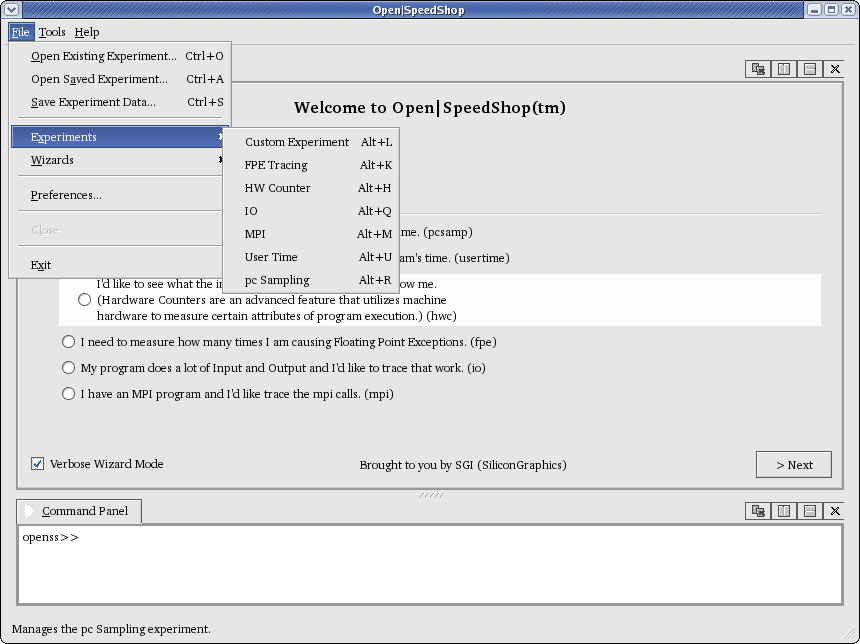 Open|SpeedShop
File Tools Help
Open Existing Experiment... Ctrl+O
Open Saved Experiment... Ctrl+A
Save Experiment Data... Ctrl+S
Experiments
Wizards
Preferences...
Close
Exit
Custom Experiment Alt+L
FPE Tracing Alt+K
HW Counter Alt+H
IO Alt+Q
MPI Alt+M
User Time Alt+U
pc Sampling Alt+R
Welcome to Open|SpeedShop(tm)
me. (pcsamp)
am's time. (usertime)
I'd like to see what the ow me.
(Hardware Counters are an advanced feature that utilizes machine
hardware to measure certain attributes of program execution.) (hwc)
I need to measure how many times I am causing Floating Point Exceptions. (fpe)
My program does a lot of Input and Output and I'd like to trace that work. (io)
I have an MPI program and I'd like trace the mpi calls. (mpi)
Verbose Wizard Mode
Brought to you by SGI (SiliconGraphics)
> Next
Command Panel
openss>>
Manages the pc Sampling experiment.